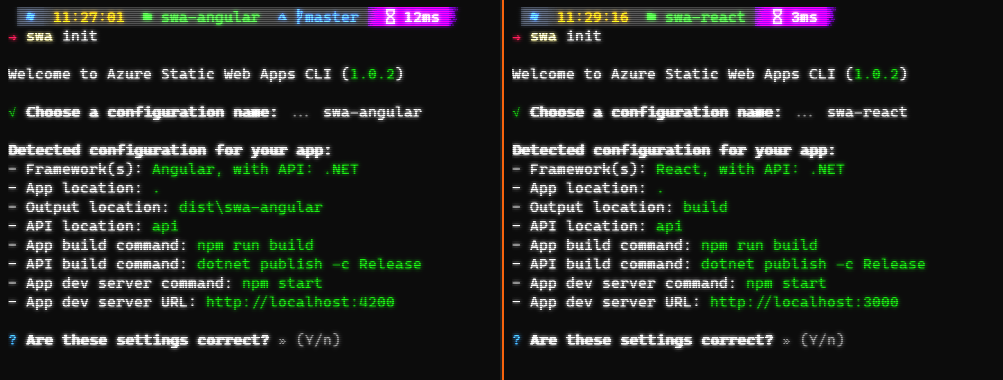 11:27:01 swa-angular master 12ms
→ swa init
Welcome to Azure Static Web Apps CLI (1.0.2)
√ Choose a configuration name: ... swa-angular
Detected configuration for your app:
- Framework(s): Angular, with API: .NET
- App location: .
- Output location: dist\swa-angular
- API location: api
- App build command: npm run build
- API build command: dotnet publish -c Release
- App dev server command: npm start
- App dev server URL: http://localhost:4200
? Are these settings correct? » (Y/n)
11:29:16 swa-react 3ms
→ swa init
Welcome to Azure Static Web Apps CLI (1.0.2)
√ Choose a configuration name: ... swa-react
Detected configuration for your app:
- Framework(s): React, with API: .NET
- App location: .
- Output location: build
- API location: api
- App build command: npm run build
- API build command: dotnet publish -c Release
- App dev server command: npm start
- App dev server URL: http://localhost:3000
? Are these settings correct? » (Y/n)